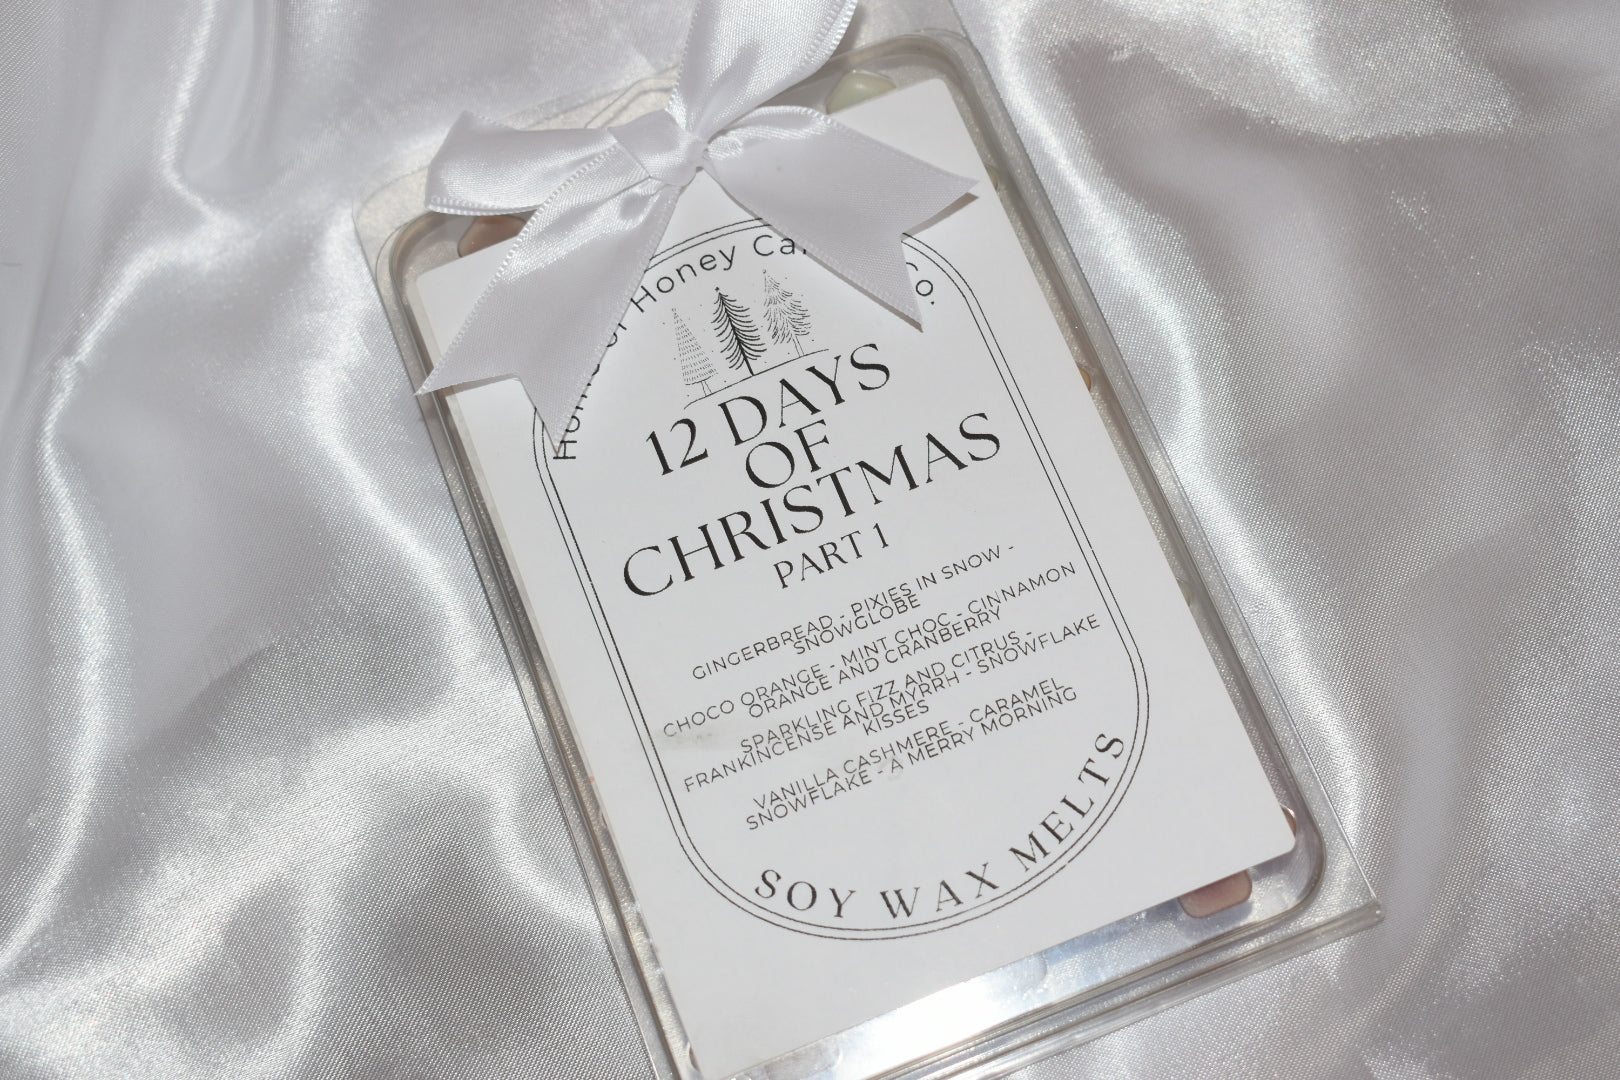 Honey
Co.
12 DAYS
OF
CHRISTMAS
PART 1
GINGERBREAD - PIXIES IN SNOW -
SNOWGLOBE
CHOCO ORANGE - MINT CHOC - CINNAMON
ORANGE AND CRANBERRY
SPARKLING FIZZ AND CITRUS -
FRANKINCENSE AND MYRRH - SNOWFLAKE
KISSES
VANILLA CASHMERE - CARAMEL
SNOWFLAKE - A MERRY MORNING
SOY WAX MELTS